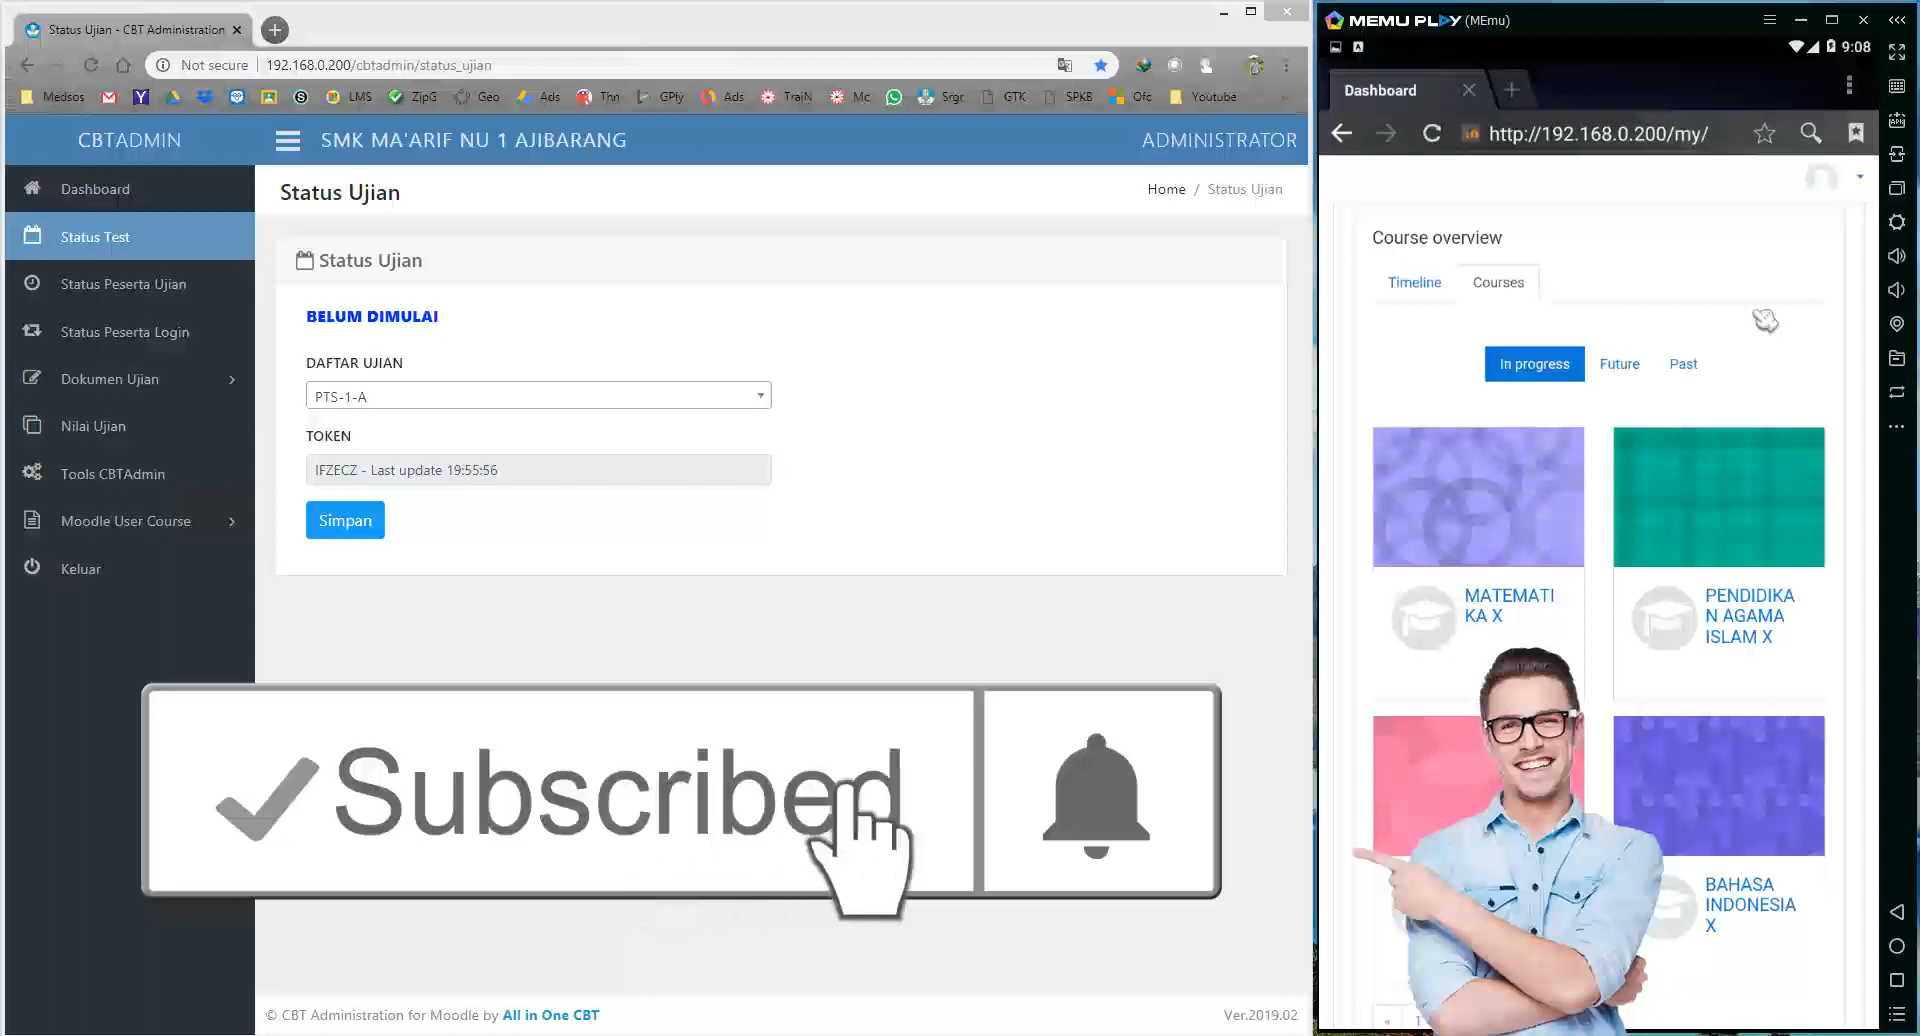 Status Ujian - CBT Administration
Not secure
192.168.0.200/cbtadmin/status_ujian
Medsos
LMS
ZipG
Geo
Ads
Thn
GPly
Ads
TraiN
Mc
Srgr
GTK
SPKB
Ofc
Youtube
CBTADMIN
SMK MA'ARIF NU 1 AJIBARANG
ADMINISTRATOR
Dashboard
Status Test
Status Peserta Ujian
Status Peserta Login
Dokumen Ujian
Nilai Ujian
Tools CBTAdmin
Moodle User Course
Keluar
Status Ujian
Home / Status Ujian
Status Ujian
BELUM DIMULAI
DAFTAR UJIAN
PTS-1-A
TOKEN
IFZECZ - Last update 19:55:56
Simpan
Subscribed
© CBT Administration for Moodle by All in One CBT
Ver.2019.02
MEMU PLAY (MEmu)
9:08
Dashboard
http://192.168.0.200/my/
Course overview
Timeline
Courses
In progress
Future
Past
MATEMATI
KA X
PENDIDIKA
N AGAMA
ISLAM X
BAHASA
INDONESIA
X
« 1